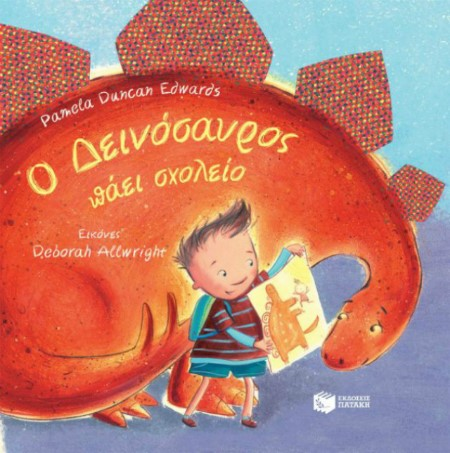 Pamela Duncan Edwards
Ο Δεινόσαυρος
πάει σχολείο
Εικόνες
Deborah Allwright
ΕΚΔΟΣΕΙΣ
ΠΑΤΑΚΗ